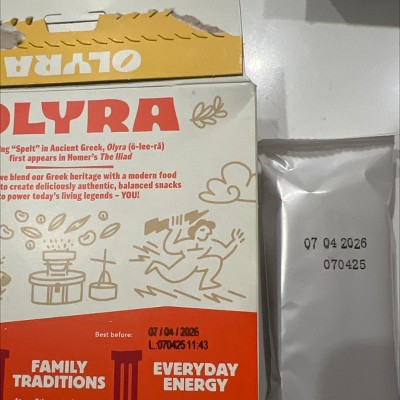 OLYRA
OLYRA
"Spelt" in Ancient Greek, Olyra (ō-lee-rā)
first appears in Homer's The Iliad
we blend our Greek heritage with a modern food
to create deliciously authentic, balanced snacks
to power today's living legends – YOU!
07 04 2026
070425
Best before:
07/04/2026
L.:070425 11:43
FAMILY
TRADITIONS
EVERYDAY
ENERGY